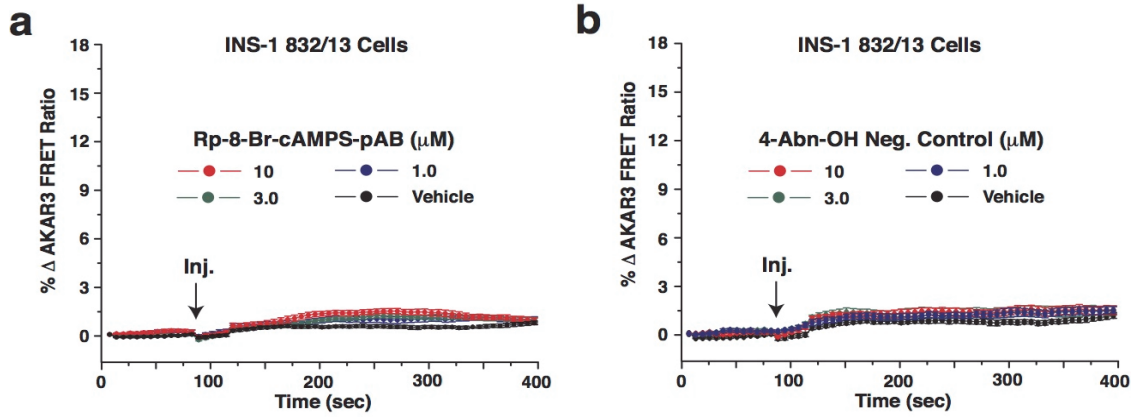 a
INS-1 832/13 Cells
% Δ AKAR3 FRET Ratio
18
15
12
9
6
3
0
Rp-8-Br-cAMPS-pAB (μM)
10
1.0
3.0
Vehicle
Inj.
0
100
200
300
400
Time (sec)
b
INS-1 832/13 Cells
% Δ AKAR3 FRET Ratio
18
15
12
9
6
3
0
4-Abn-OH Neg. Control (μM)
10
1.0
3.0
Vehicle
Inj.
0
100
200
300
400
Time (sec)